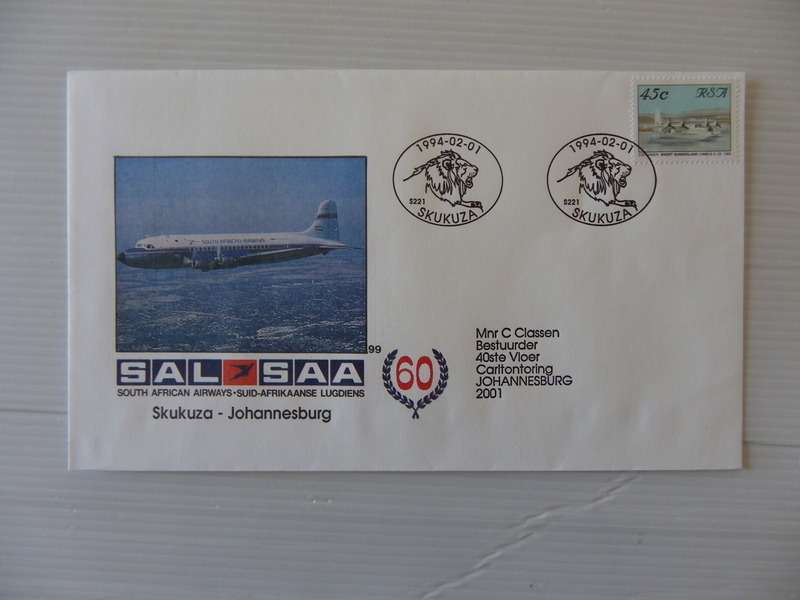 45c RSA
1994-02-01
S221
SKUKUZA
1994-02-01
S221
SKUKUZA
SOUTH AFRICAN AIRWAYS
99
SAL SAA
60
SOUTH AFRICAN AIRWAYS • SUID-AFRIKAANSE LUGDIENS
Skukuza - Johannesburg
Mnr C Classen
Bestuurder
40ste Vloer
Carltontoring
JOHANNESBURG
2001